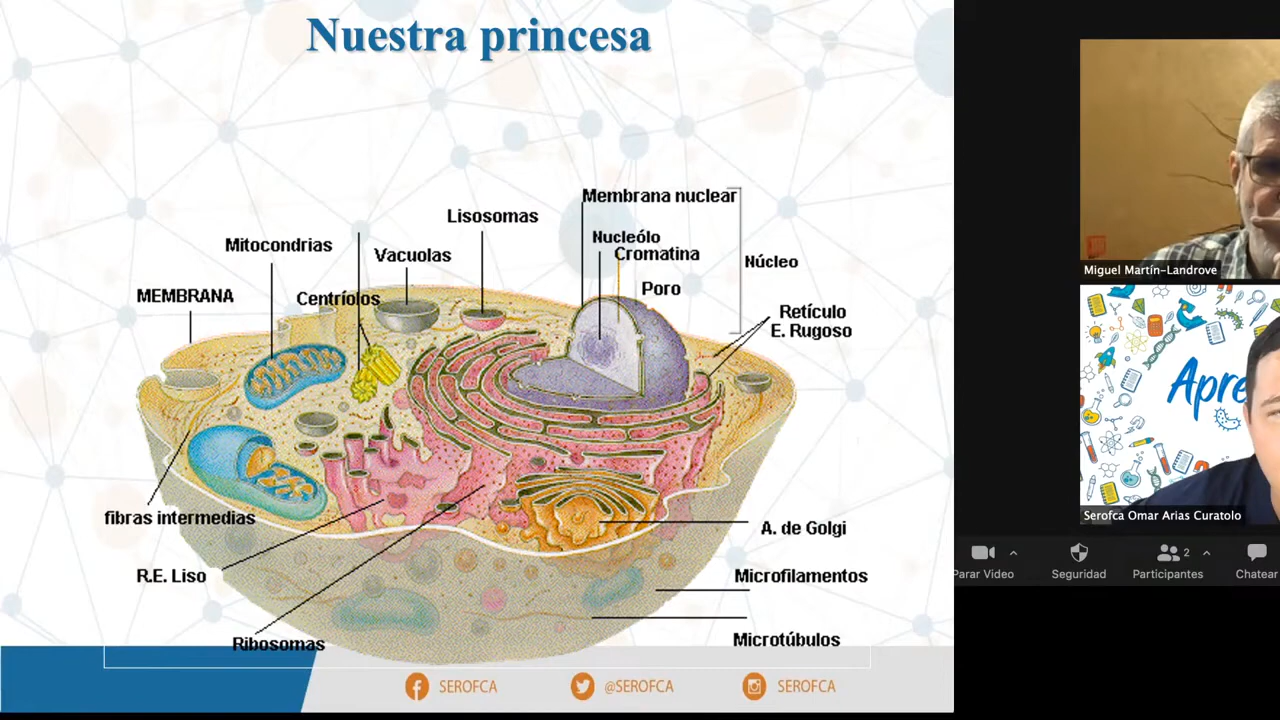 Nuestra princesa
Membrana nuclear
Lisosomas
Nucleólo
Mitocondrias
Vacuolas
Cromatina
Núcleo
Poro
MEMBRANA
Centríolos
Retículo
E. Rugoso
fibras intermedias
A. de Golgi
R.E. Liso
Microfilamentos
Ribosomas
Microtúbulos
SEROFCA
@SEROFCA
SEROFCA
Miguel Martín-Landrove
Apre
Serofca Omar Arias Curatolo
Parar Video
Seguridad
2
Participantes
Chatear